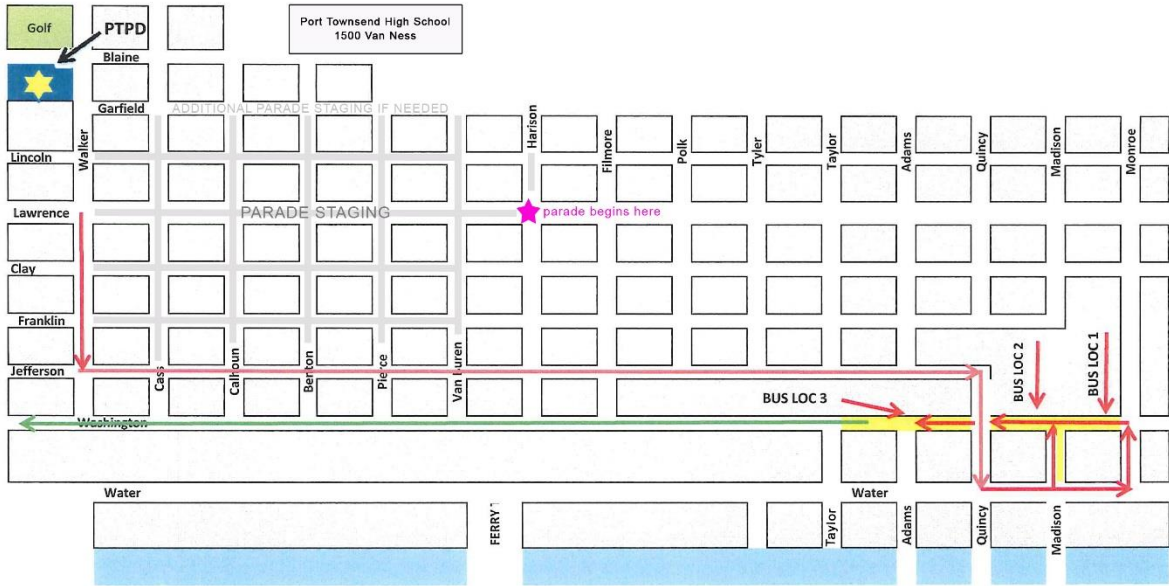 Golf
PTPD
Port Townsend High School
1500 Van Ness
Blaine
Garfield
ADDITIONAL PARADE STAGING IF NEEDED
Walker
Harison
Filmore
Polk
Tyler
Taylor
Adams
Quincy
Madison
Monroe
Lincoln
Lawrence
PARADE STAGING
parade begins here
Clay
Franklin
Jefferson
Cass
Calhoun
Benton
Pierce
Van Buren
BUS LOC 3
BUS LOC 2
BUS LOC 1
Washington
Water
Water
FERRY
Taylor
Adams
Quincy
Madison